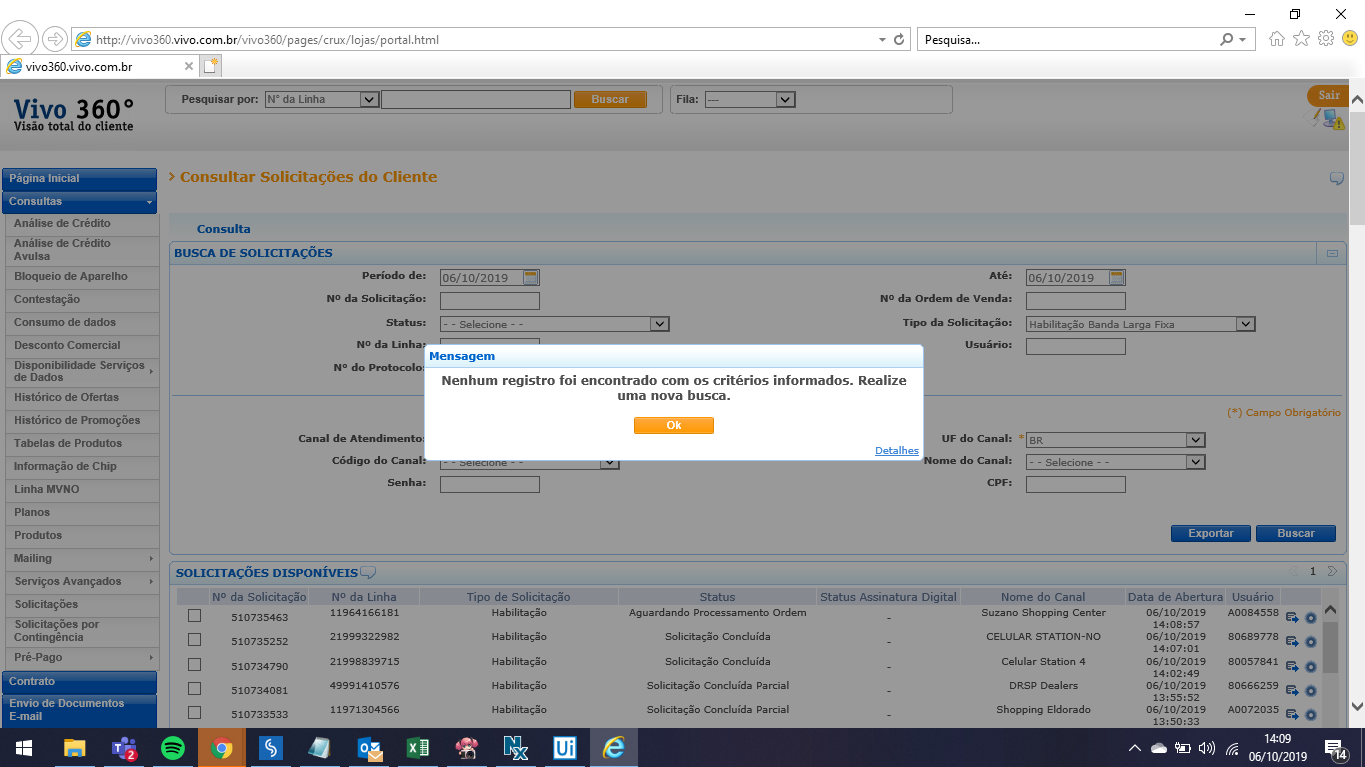 http://vivo360.vivo.com.br/vivo360/pages/crux/lojas/portal.html
Pesquisa...
vivo360.vivo.com.br
Vivo 360°
Visão total do cliente
Pesquisar por: N° da Linha Buscar Fila: --- Sair
Página Inicial
Consultas
Análise de Crédito
Análise de Crédito
Avulsa
Bloqueio de Aparelho
Contestação
Consumo de dados
Desconto Comercial
Disponibilidade Serviços
de Dados
Histórico de Ofertas
Histórico de Promoções
Tabelas de Produtos
Informação de Chip
Linha MVNO
Planos
Produtos
Mailing
Serviços Avançados
Solicitações
Solicitações por
Contingência
Pré-Pago
Contrato
Envio de Documentos
E-mail
Consultar Solicitações do Cliente
Consulta
BUSCA DE SOLICITAÇÕES
Período de: 06/10/2019 Até: 06/10/2019
Nº da Solicitação: Nº da Ordem de Venda:
Status: - - Selecione - - Tipo da Solicitação: Habilitação Banda Larga Fixa
Nº da Linha: Usuário:
N° do Protocolo:
Mensagem
Nenhum registro foi encontrado com os critérios informados. Realize
uma nova busca.
Ok
Detalhes
(*) Campo Obrigatório
Canal de Atendimento: UF do Canal: * BR
Código do Canal: - - Selecione - - Nome do Canal: - - Selecione - -
Senha: CPF:
Exportar Buscar
SOLICITAÇÕES DISPONÍVEIS 1
Nº da Solicitação Nº da Linha Tipo de Solicitação Status Status Assinatura Digital Nome do Canal Data de Abertura Usuário
510735463 11964166181 Habilitação Aguardando Processamento Ordem - Suzano Shopping Center 06/10/2019 14:08:57 A0084558
510735252 21999322982 Habilitação Solicitação Concluída - CELULAR STATION-NO 06/10/2019 14:07:01 80689778
510734790 21998839715 Habilitação Solicitação Concluída - Celular Station 4 06/10/2019 14:02:49 80057841
510734081 49991410576 Habilitação Solicitação Concluída Parcial - DRSP Dealers 06/10/2019 13:55:52 80666259
510733533 11971304566 Habilitação Solicitação Concluída Parcial - Shopping Eldorado 06/10/2019 13:50:33 A0072035
2
Ui
14:09
06/10/2019
14